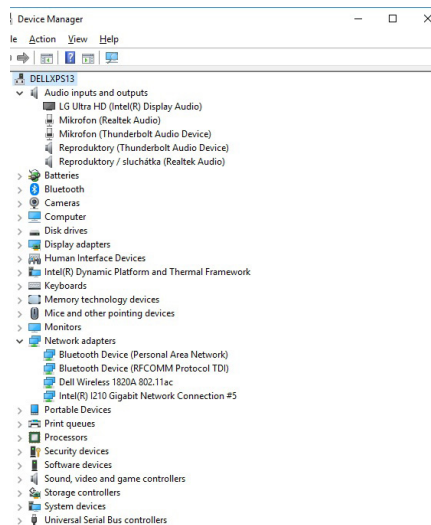 Device Manager
le Action View Help
DELLXPS13
Audio inputs and outputs
LG Ultra HD (Intel(R) Display Audio)
Mikrofon (Realtek Audio)
Mikrofon (Thunderbolt Audio Device)
Reproduktory (Thunderbolt Audio Device)
Reproduktory / sluchátka (Realtek Audio)
Batteries
Bluetooth
Cameras
Computer
Disk drives
Display adapters
Human Interface Devices
Intel(R) Dynamic Platform and Thermal Framework
Keyboards
Memory technology devices
Mice and other pointing devices
Monitors
Network adapters
Bluetooth Device (Personal Area Network)
Bluetooth Device (RFCOMM Protocol TDI)
Dell Wireless 1820A 802.11ac
Intel(R) I210 Gigabit Network Connection #5
Portable Devices
Print queues
Processors
Security devices
Software devices
Sound, video and game controllers
Storage controllers
System devices
Universal Serial Bus controllers